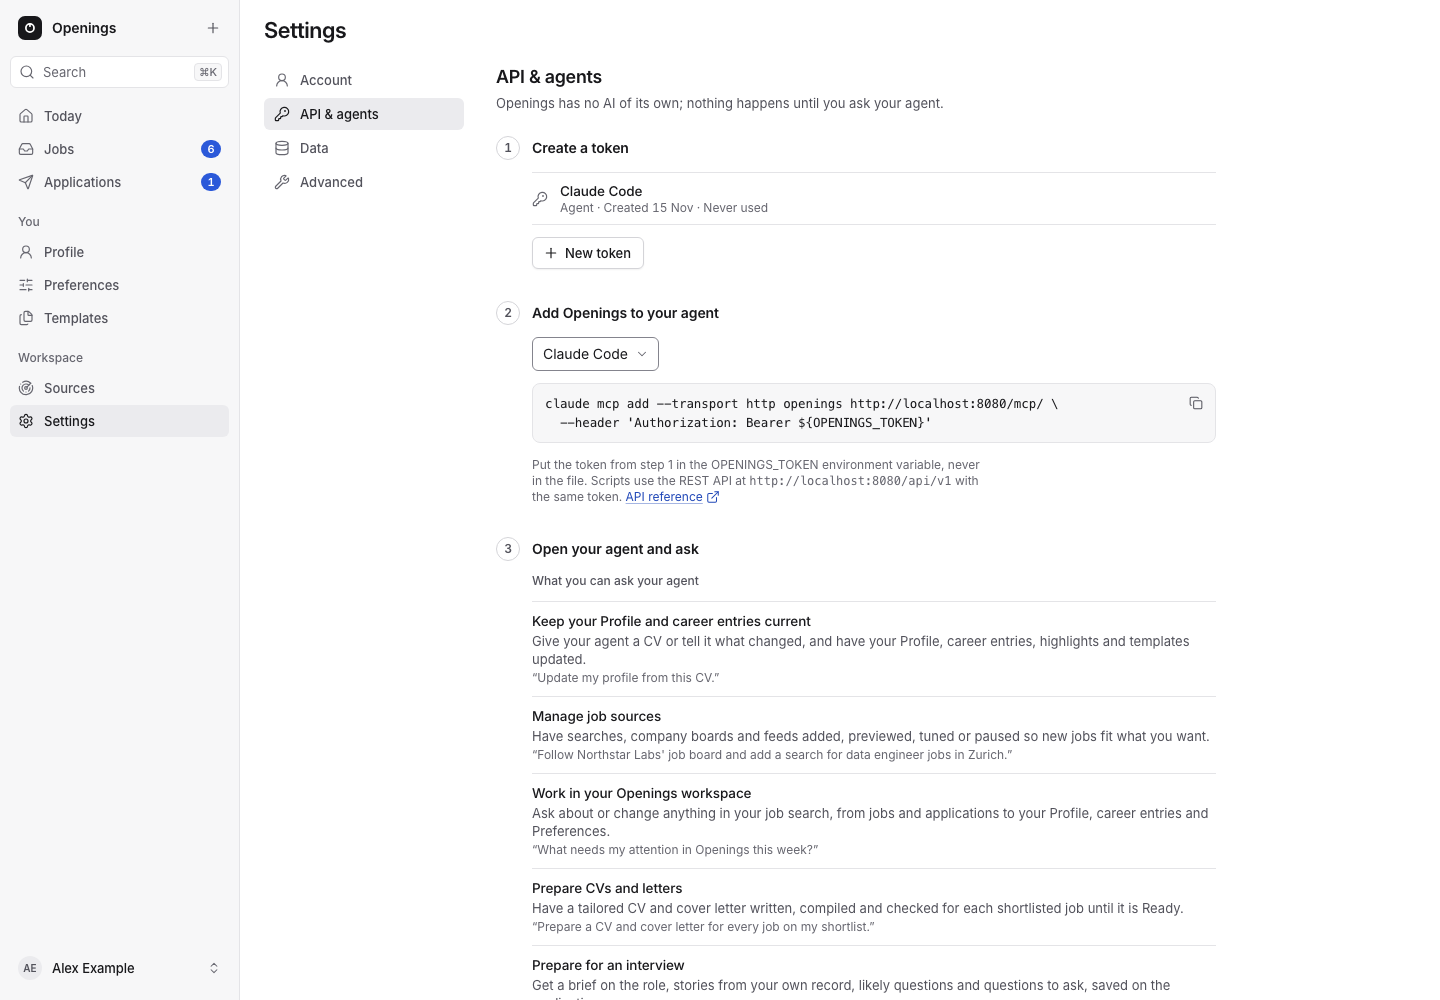 Openings
Search
⌘K
Today
Jobs
6
Applications
1
You
Profile
Preferences
Templates
Workspace
Sources
Settings
AE
Alex Example
Settings
Account
API & agents
Data
Advanced
API & agents
Openings has no AI of its own; nothing happens until you ask your agent.
1
Create a token
Claude Code
Agent · Created 15 Nov · Never used
New token
2
Add Openings to your agent
Claude Code
claude mcp add --transport http openings http://localhost:8080/mcp/ \
--header 'Authorization: Bearer ${OPENINGS_TOKEN}'
Put the token from step 1 in the OPENINGS_TOKEN environment variable, never
in the file. Scripts use the REST API at http://localhost:8080/api/v1 with
the same token. API reference
3
Open your agent and ask
What you can ask your agent
Keep your Profile and career entries current
Give your agent a CV or tell it what changed, and have your Profile, career entries, highlights and templates
updated.
“Update my profile from this CV.”
Manage job sources
Have searches, company boards and feeds added, previewed, tuned or paused so new jobs fit what you want.
“Follow Northstar Labs' job board and add a search for data engineer jobs in Zurich.”
Work in your Openings workspace
Ask about or change anything in your job search, from jobs and applications to your Profile, career entries and
Preferences.
“What needs my attention in Openings this week?”
Prepare CVs and letters
Have a tailored CV and cover letter written, compiled and checked for each shortlisted job until it is Ready.
“Prepare a CV and cover letter for every job on my shortlist.”
Prepare for an interview
Get a brief on the role, stories from your own record, likely questions and questions to ask, saved on the